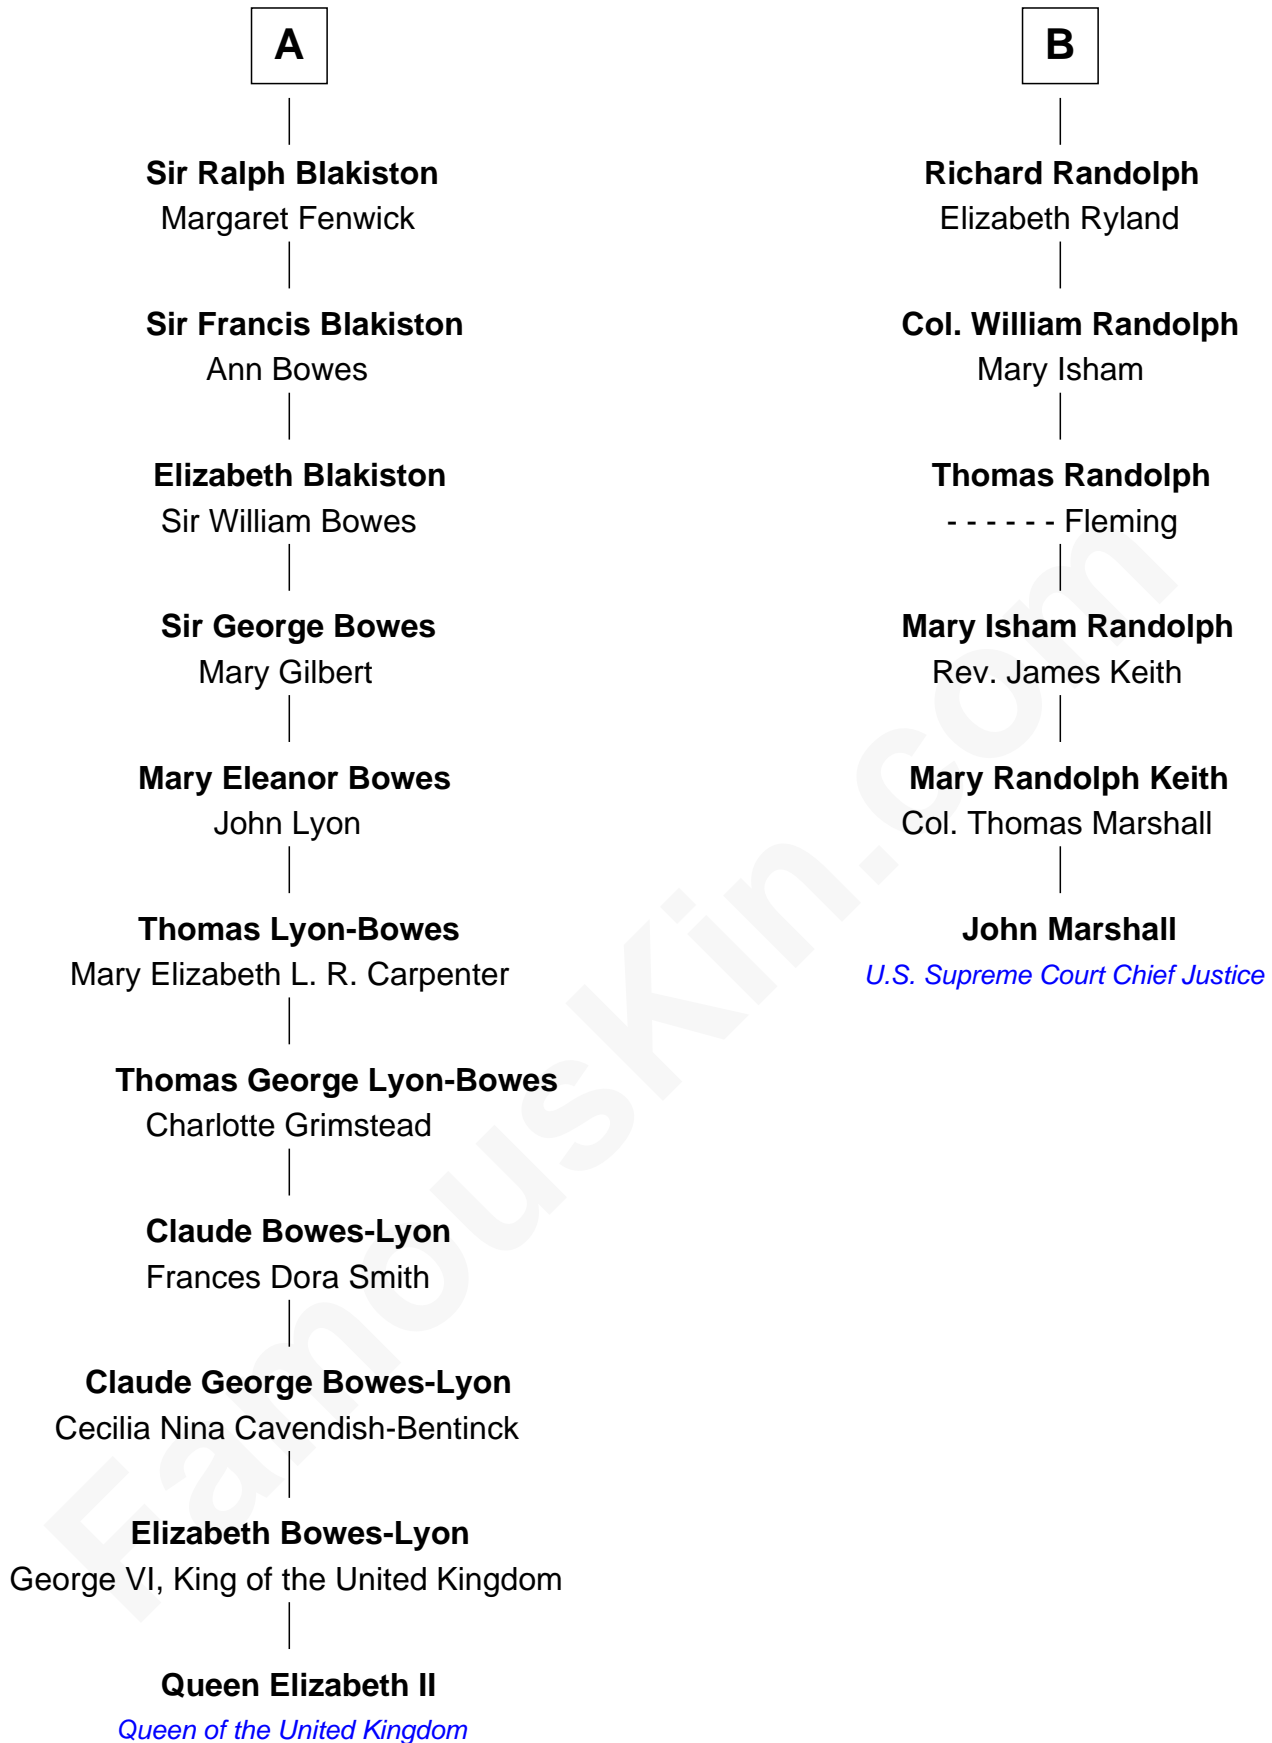 A
Sir Ralph Blakiston
Margaret Fenwick
Sir Francis Blakiston
Ann Bowes
Elizabeth Blakiston
Sir William Bowes
Sir George Bowes
Mary Gilbert
Mary Eleanor Bowes
John Lyon
Thomas Lyon-Bowes
Mary Elizabeth L. R. Carpenter
Thomas George Lyon-Bowes
Charlotte Grimstead
Claude Bowes-Lyon
Frances Dora Smith
Claude George Bowes-Lyon
Cecilia Nina Cavendish-Bentinck
Elizabeth Bowes-Lyon
George VI, King of the United Kingdom
Queen Elizabeth II
Queen of the United Kingdom
B
Richard Randolph
Elizabeth Ryland
Col. William Randolph
Mary Isham
Thomas Randolph
- - - - - - Fleming
Mary Isham Randolph
Rev. James Keith
Mary Randolph Keith
Col. Thomas Marshall
John Marshall
U.S. Supreme Court Chief Justice
FamousKin.com